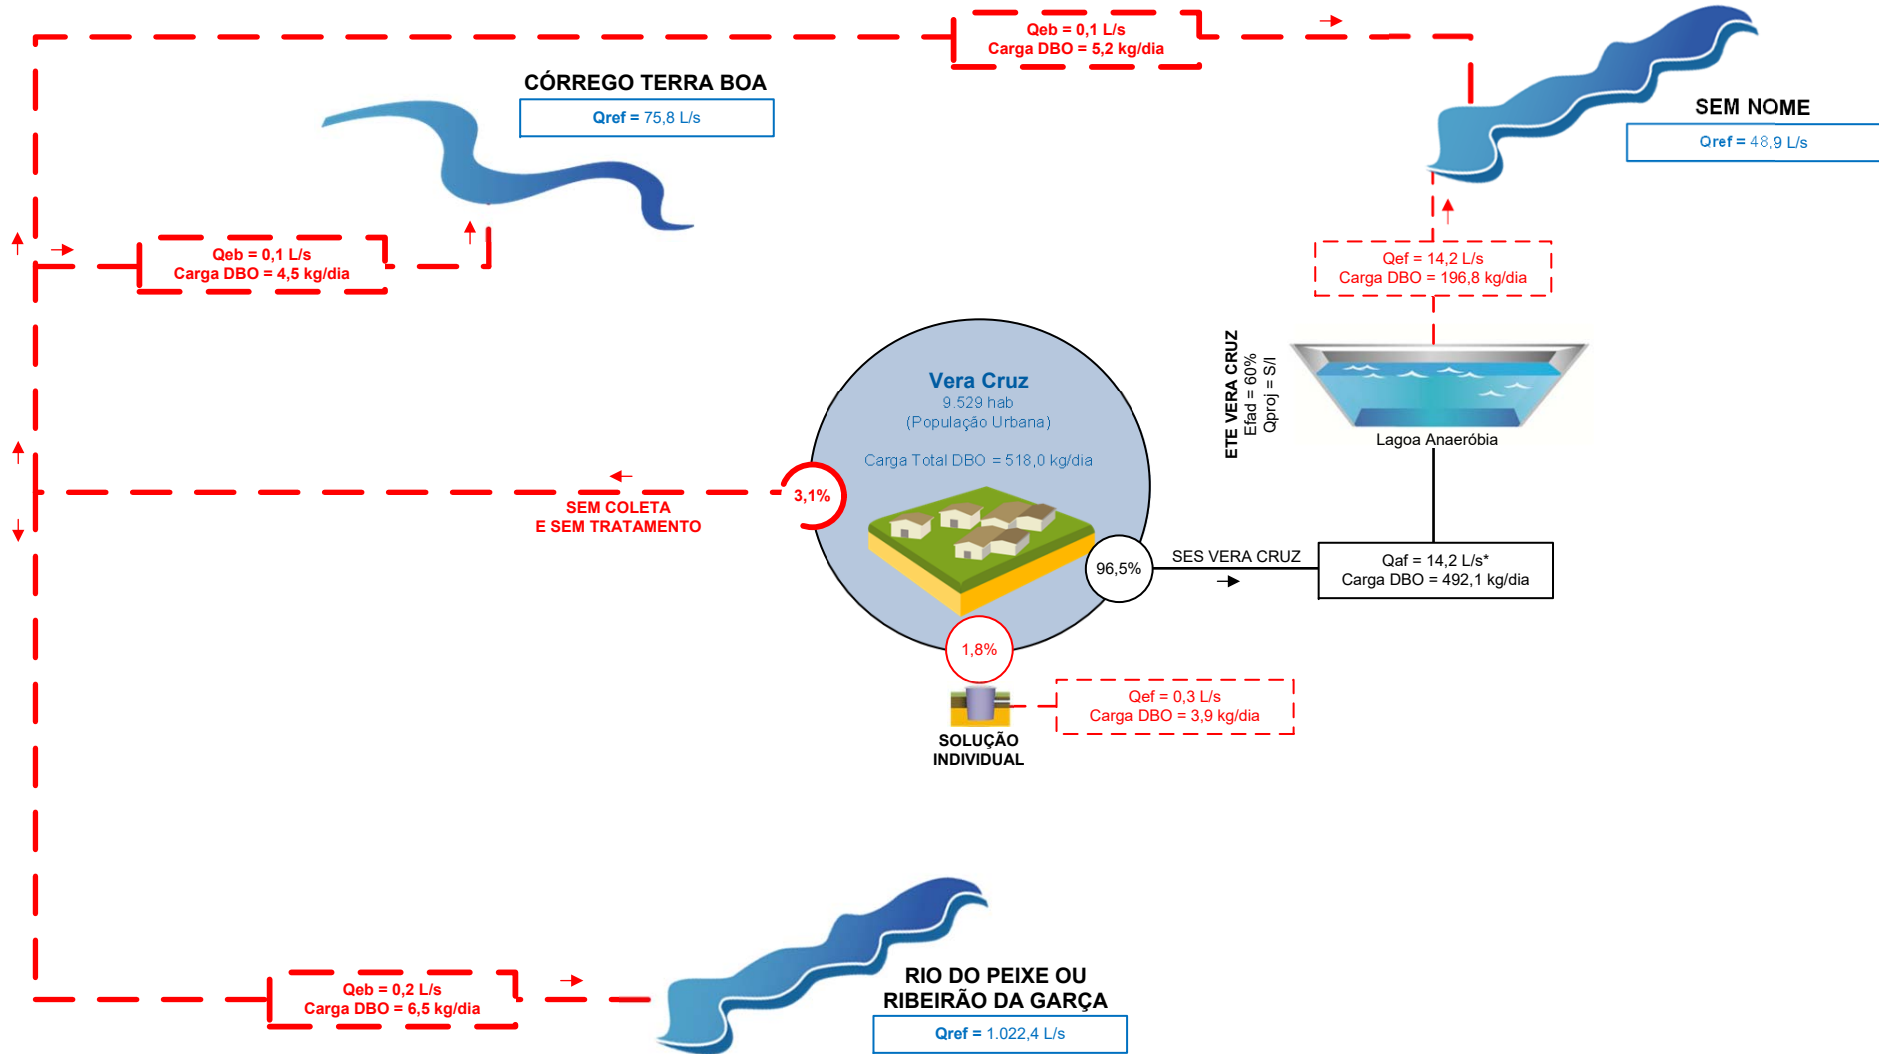 Qeb = 0,1 L/s
Carga DBO = 5,2 kg/dia
CÓRREGO TERRA BOA
Qref = 75,8 L/s
SEM NOME
Qref = 48,9 L/s
Qeb = 0,1 L/s
Carga DBO = 4,5 kg/dia
Qef = 14,2 L/s
Carga DBO = 196,8 kg/dia
ETE VERA CRUZ
Efad = 60%
Qproj = S/I
Lagoa Anaeróbia
Vera Cruz
9.529 hab
(População Urbana)
Carga Total DBO = 518,0 kg/dia
3,1%
SEM COLETA
E SEM TRATAMENTO
96,5%
SES VERA CRUZ
Qaf = 14,2 L/s*
Carga DBO = 492,1 kg/dia
1,8%
SOLUÇÃO
INDIVIDUAL
Qef = 0,3 L/s
Carga DBO = 3,9 kg/dia
Qeb = 0,2 L/s
Carga DBO = 6,5 kg/dia
RIO DO PEIXE OU
RIBEIRÃO DA GARÇA
Qref = 1.022,4 L/s